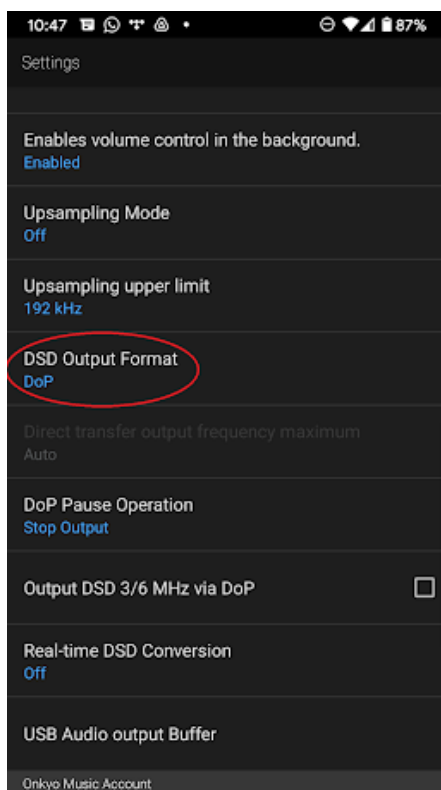 10:47 87%
Settings
Enables volume control in the background.
Enabled
Upsampling Mode
Off
Upsampling upper limit
192 kHz
DSD Output Format
DoP
Direct transfer output frequency maximum
Auto
DoP Pause Operation
Stop Output
Output DSD 3/6 MHz via DoP
Real-time DSD Conversion
Off
USB Audio output Buffer
Onkyo Music Account